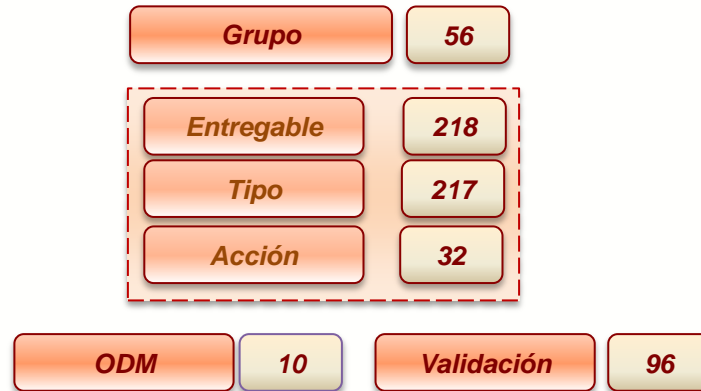 Grupo 56
Entregable 218
Tipo 217
Acción 32
ODM 10 Validación 96